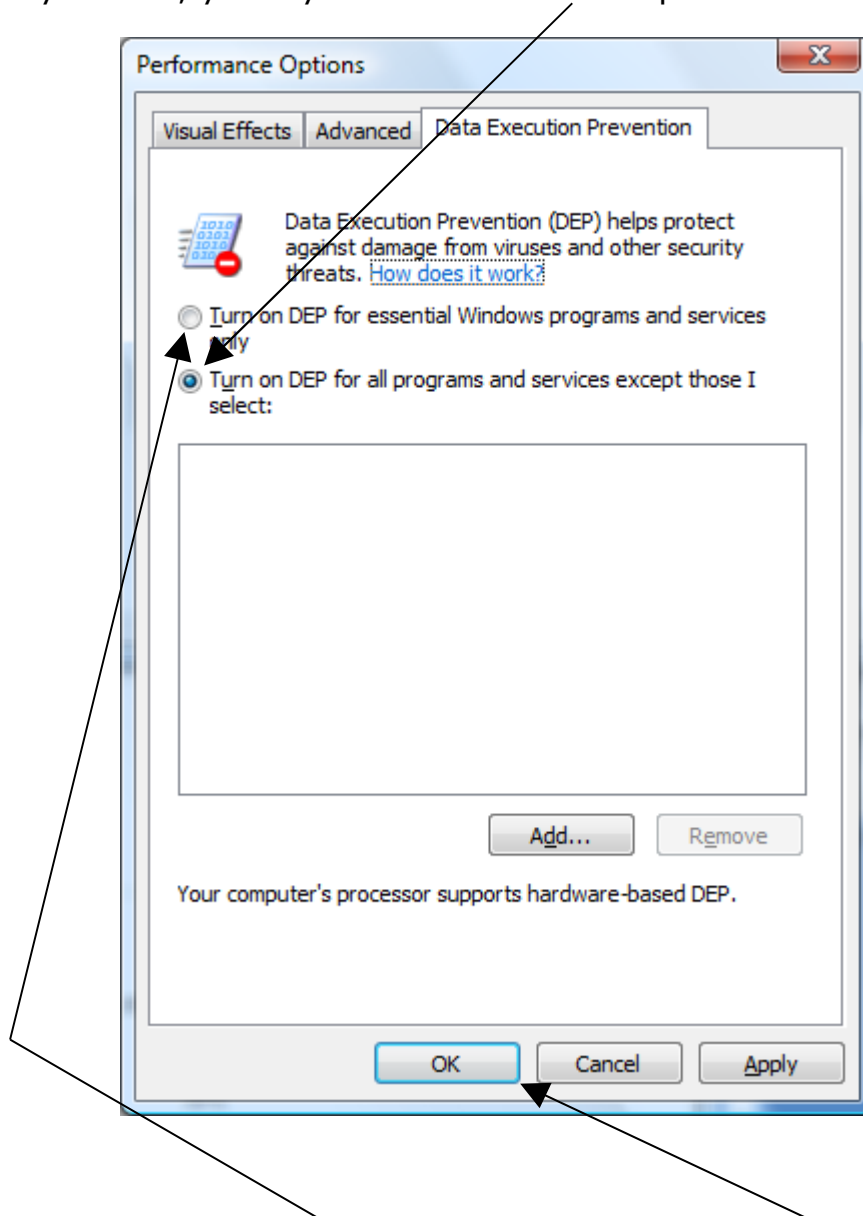 Performance Options
Visual Effects Advanced Data Execution Prevention
Data Execution Prevention (DEP) helps protect
against damage from viruses and other security
threats. How does it work?
Turn on DEP for essential Windows programs and services
only
Turn on DEP for all programs and services except those I
select:
Add... Remove
Your computer's processor supports hardware-based DEP.
OK Cancel Apply